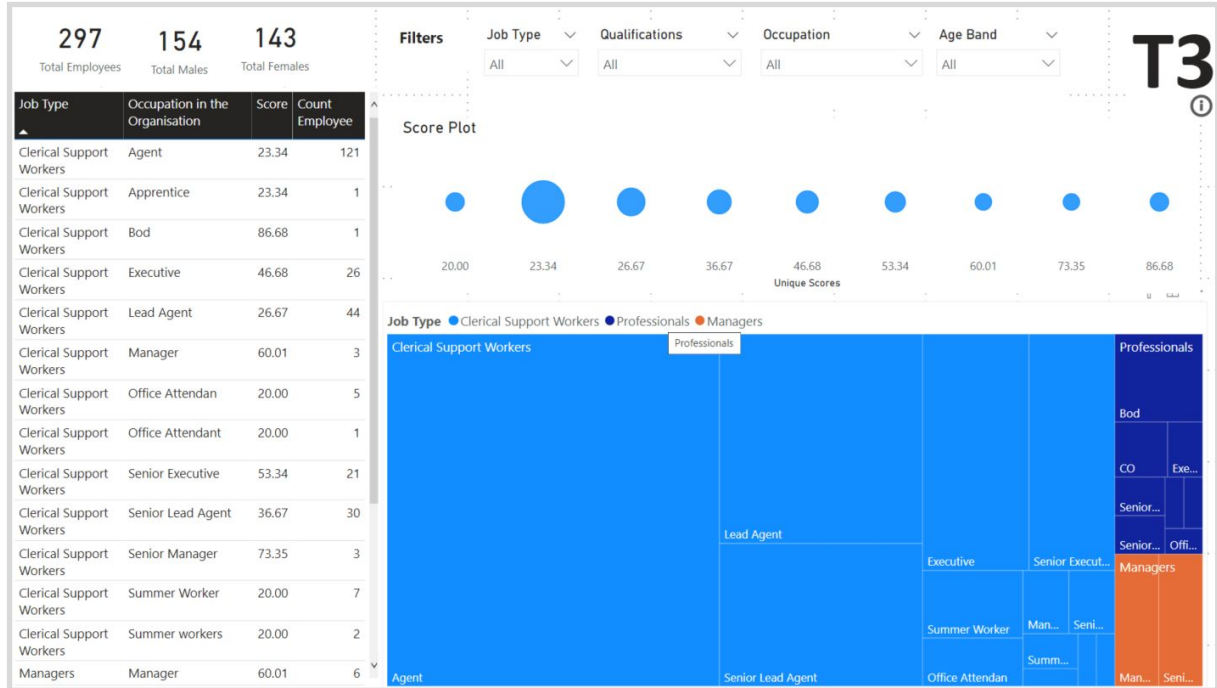 297
Total Employees
154
Total Males
143
Total Females
Filters
Job Type
All
Qualifications
All
Occupation
All
Age Band
All
T3
Job Type Occupation in the Score Count
Organisation Employee
Clerical Support Agent 23.34 121
Workers
Clerical Support Apprentice 23.34 1
Workers
Clerical Support Bod 86.68 1
Workers
Clerical Support Executive 46.68 26
Workers
Clerical Support Lead Agent 26.67 44
Workers
Clerical Support Manager 60.01 3
Workers
Clerical Support Office Attendan 20.00 5
Workers
Clerical Support Office Attendant 20.00 1
Workers
Clerical Support Senior Executive 53.34 21
Workers
Clerical Support Senior Lead Agent 36.67 30
Workers
Clerical Support Senior Manager 73.35 3
Workers
Clerical Support Summer Worker 20.00 7
Workers
Clerical Support Summer workers 20.00 2
Workers
Managers Manager 60.01 6
Score Plot
20.00 23.34 26.67 36.67 46.68 53.34 60.01 73.35 86.68
Unique Scores
Job Type Clerical Support Workers Professionals Managers
Professionals
Clerical Support Workers
Agent
Lead Agent
Senior Lead Agent
Executive
Senior Execut...
Summer Worker
Man...
Seni...
Office Attendan
Summ...
Professionals
Bod
CO
Exe...
Senior...
Senior...
Offi...
Managers
Man...
Seni...